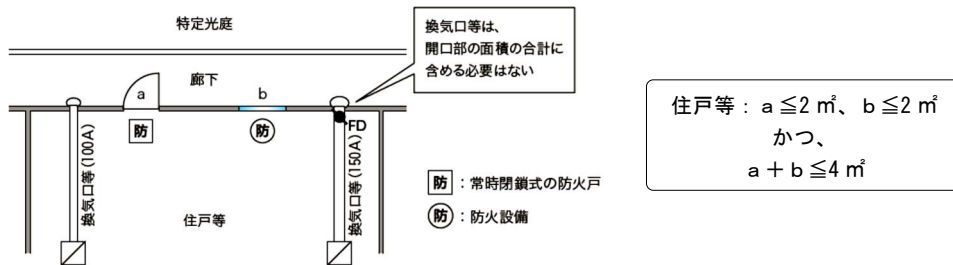 特定光庭
換気口等は、
開口部の面積の合計に
含める必要はない
廊下
a
b
防
防
FD
換気口等(100A)
換気口等(150A)
住戸等
防：常時閉鎖式の防火戸
防：防火設備
住戸等：a≦2㎡、b≦2㎡
かつ、
a＋b≦4㎡